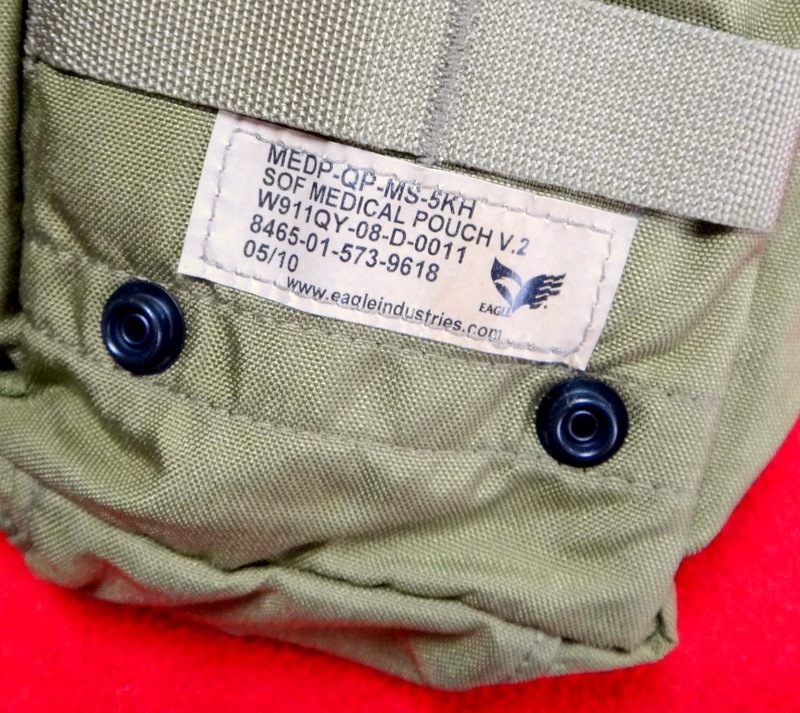 MEDP-QP-MS-5KH
SOF MEDICAL POUCH V.2
W911QY-08-D-0011
8465-01-573-9618
05/10
EAGLE
www.eagleindustries.com